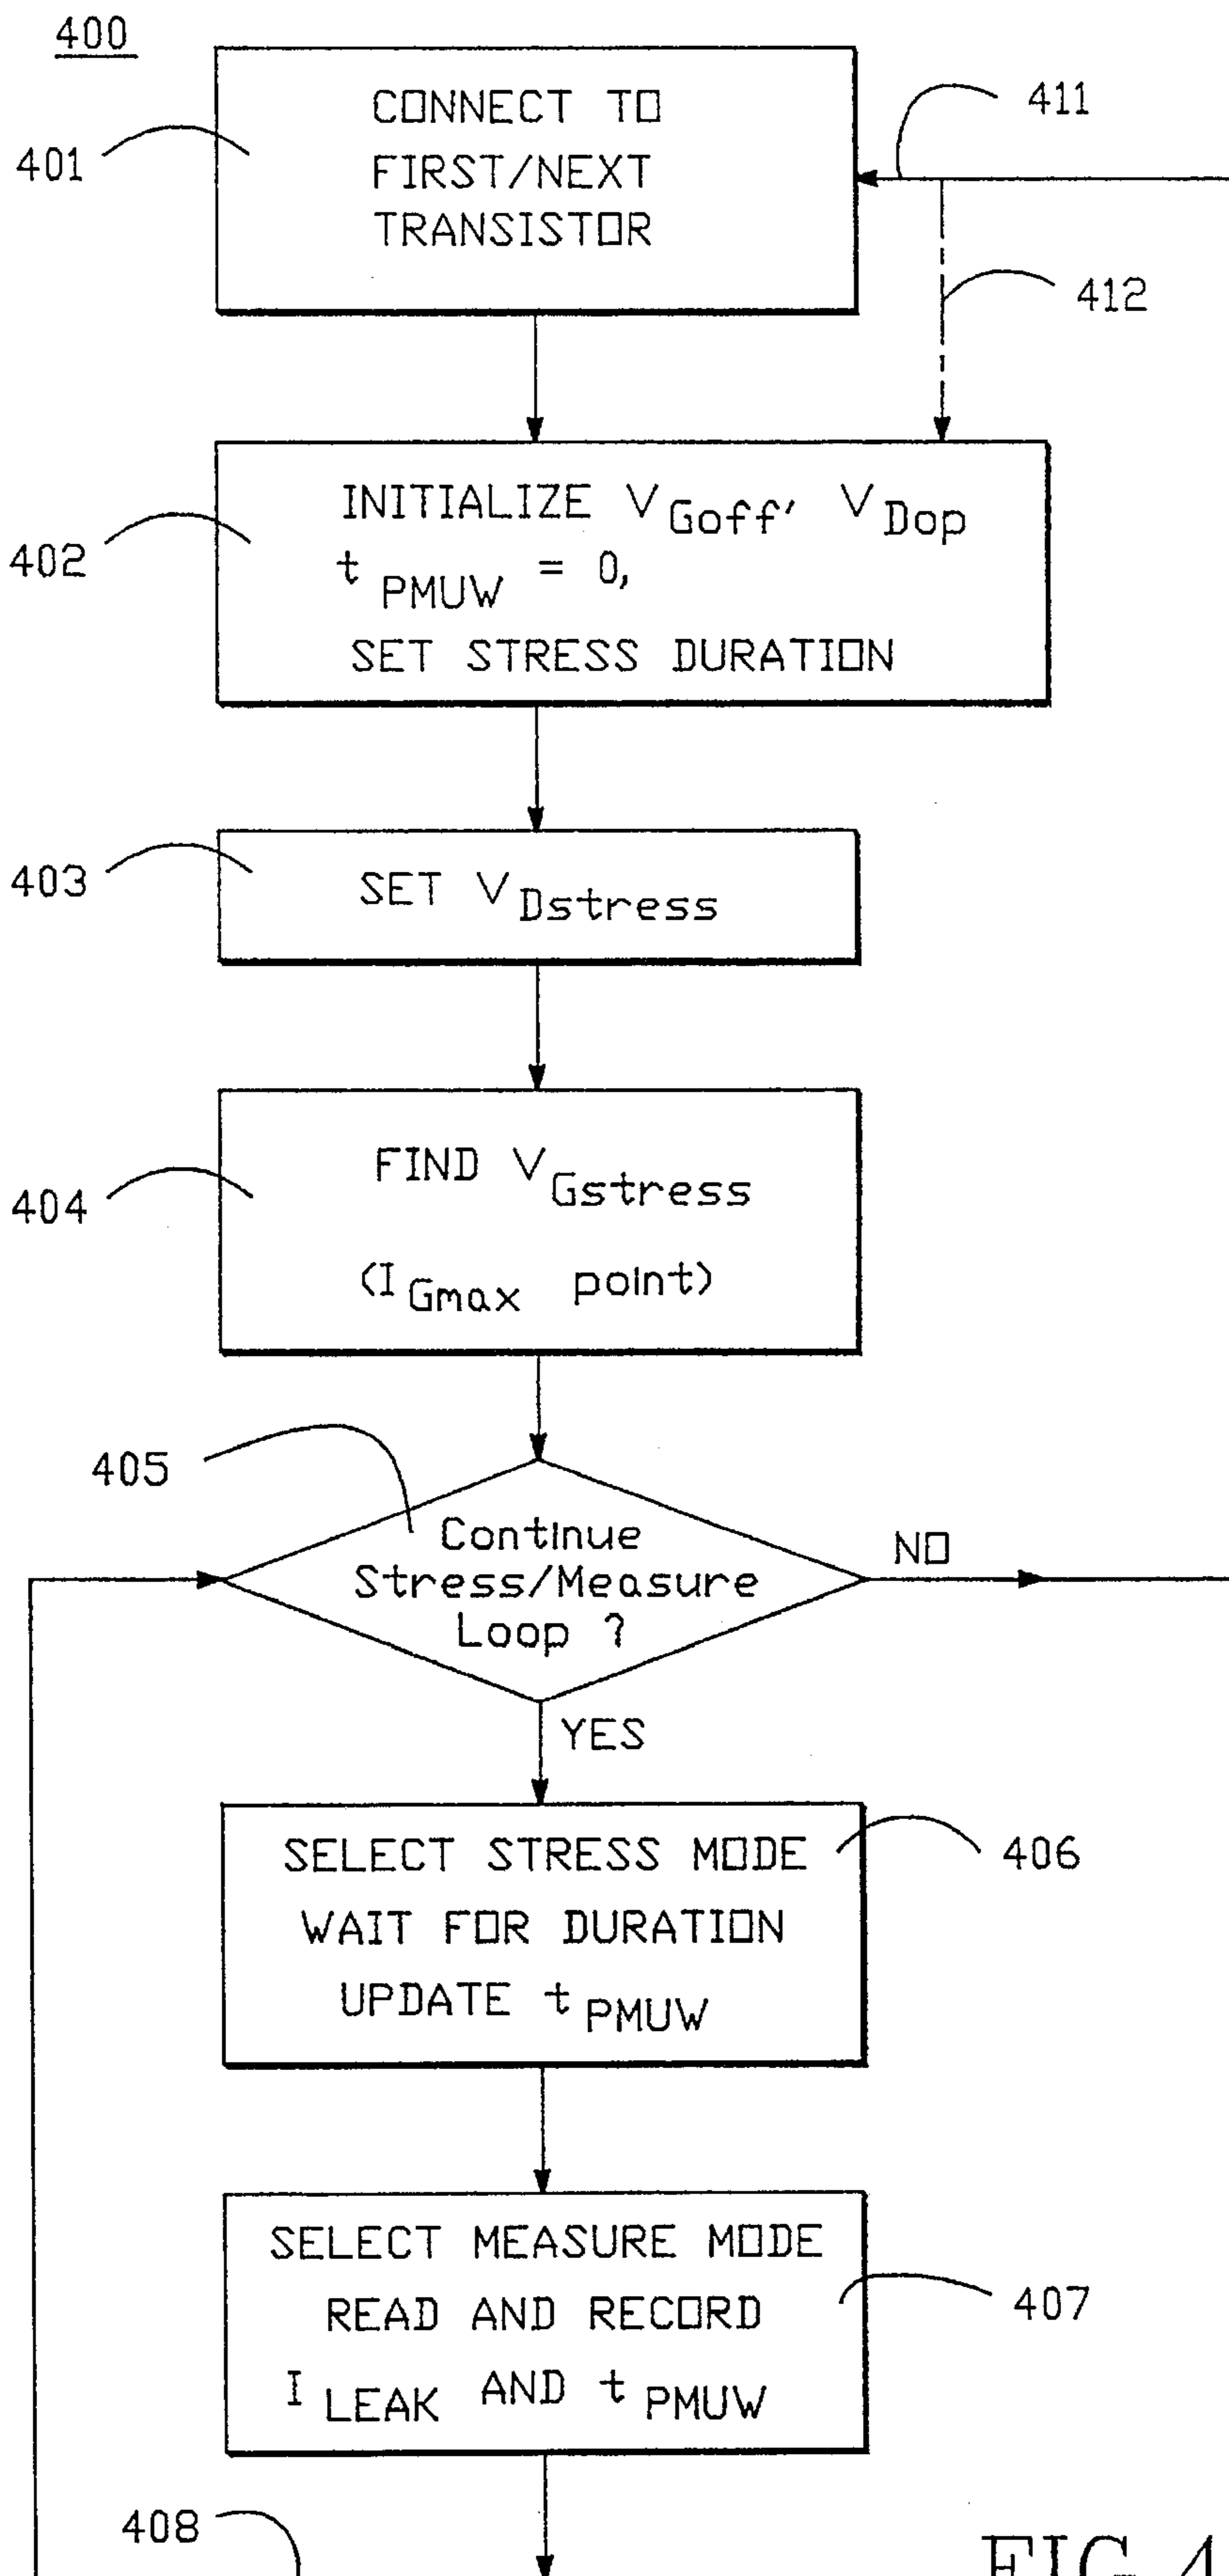 400
401
CONNECT TO
FIRST/NEXT
TRANSISTOR
411
412
402
INITIALIZE V Goff, V Dop
t PMUW = 0,
SET STRESS DURATION
403
SET V Dstress
404
FIND V Gstress
(I Gmax point)
405
Continue
Stress/Measure
Loop ?
NO
YES
SELECT STRESS MODE
WAIT FOR DURATION
UPDATE t PMUW
406
SELECT MEASURE MODE
READ AND RECORD
I LEAK AND t PMUW
407
408
FIG.4